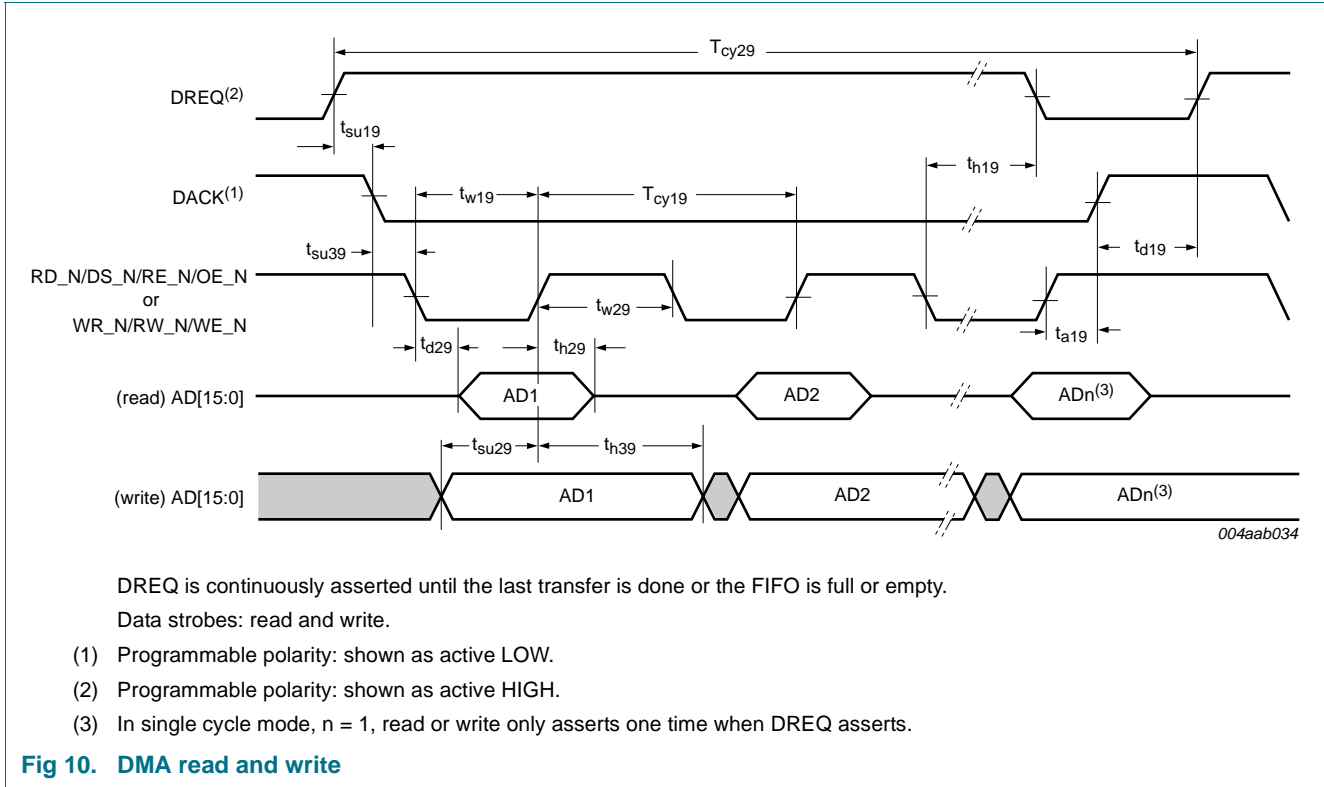 Tcy29
DREQ(2)
tsu19
th19
DACK(1)
tw19
Tcy19
tsu39
td19
RD_N/DS_N/RE_N/OE_N
or
WR_N/RW_N/WE_N
tw29
ta19
td29
th29
(read) AD[15:0]
AD1
AD2
ADn(3)
tsu29
th39
(write) AD[15:0]
AD1
AD2
ADn(3)
004aab034
DREQ is continuously asserted until the last transfer is done or the FIFO is full or empty.
Data strobes: read and write.
(1) Programmable polarity: shown as active LOW.
(2) Programmable polarity: shown as active HIGH.
(3) In single cycle mode, n = 1, read or write only asserts one time when DREQ asserts.
Fig 10. DMA read and write